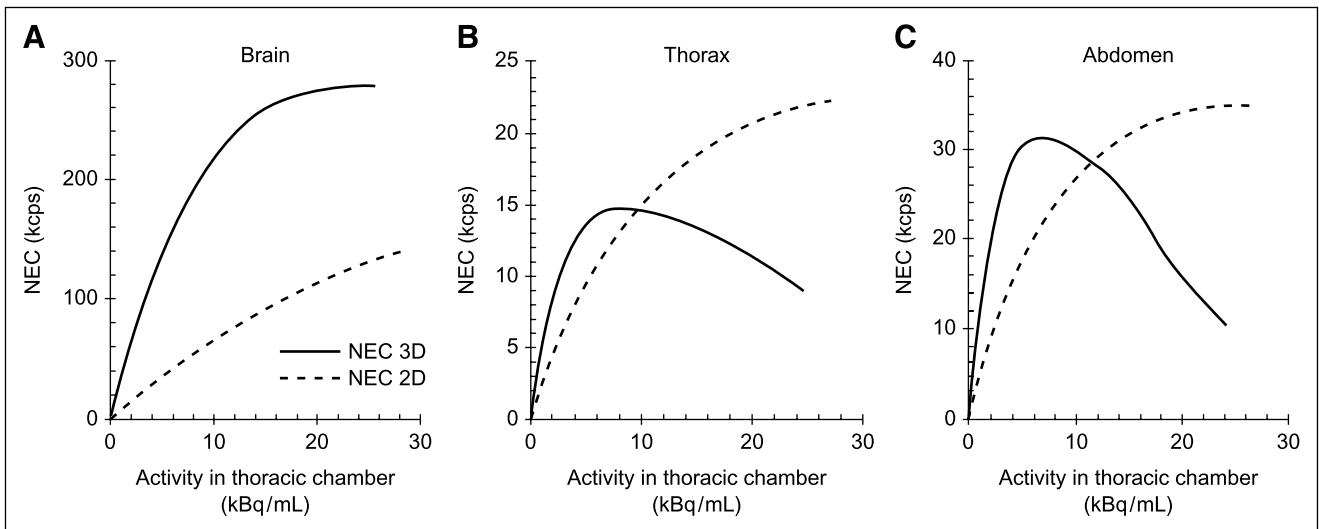 A
Brain
300
200
100
0
NEC (kcps)
NEC 3D
NEC 2D
0 10 20 30
Activity in thoracic chamber
(kBq/mL)
B
Thorax
25
20
15
10
5
0
NEC (kcps)
0 10 20 30
Activity in thoracic chamber
(kBq/mL)
C
Abdomen
40
30
20
10
0
NEC (kcps)
0 10 20 30
Activity in thoracic chamber
(kBq/mL)